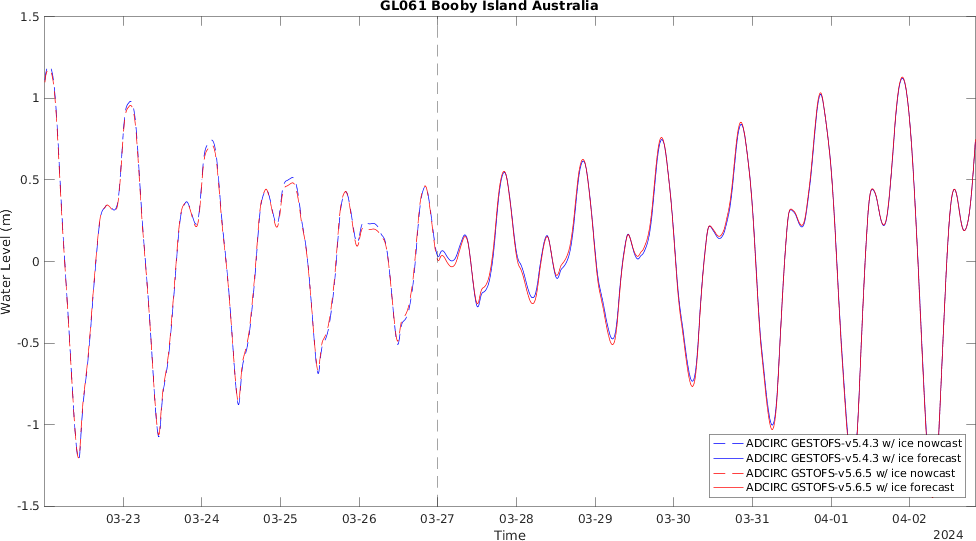 GL061 Booby Island Australia
1.5
1
0.5
0
-0.5
-1
-1.5
Water Level (m)
03-23 03-24 03-25 03-26 03-27 03-28 03-29 03-30 03-31 04-01 04-02
Time
2024
ADCIRC GESTOFS-v5.4.3 w/ ice nowcast
ADCIRC GESTOFS-v5.4.3 w/ ice forecast
ADCIRC GSTOFS-v5.6.5 w/ ice nowcast
ADCIRC GSTOFS-v5.6.5 w/ ice forecast